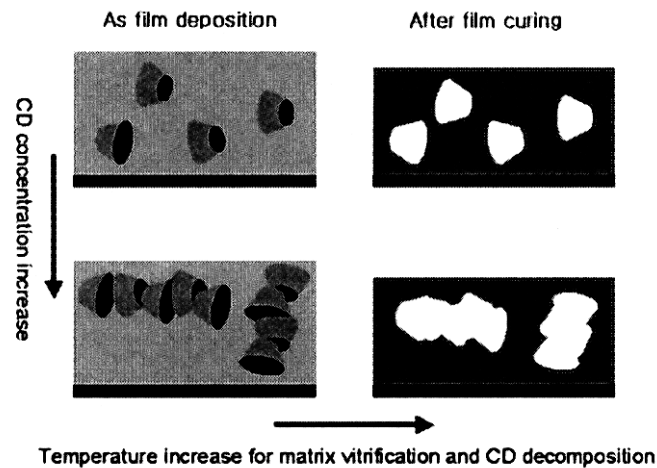 As film deposition
After film curing
CD concentration increase
Temperature increase for matrix vitrification and CD decomposition